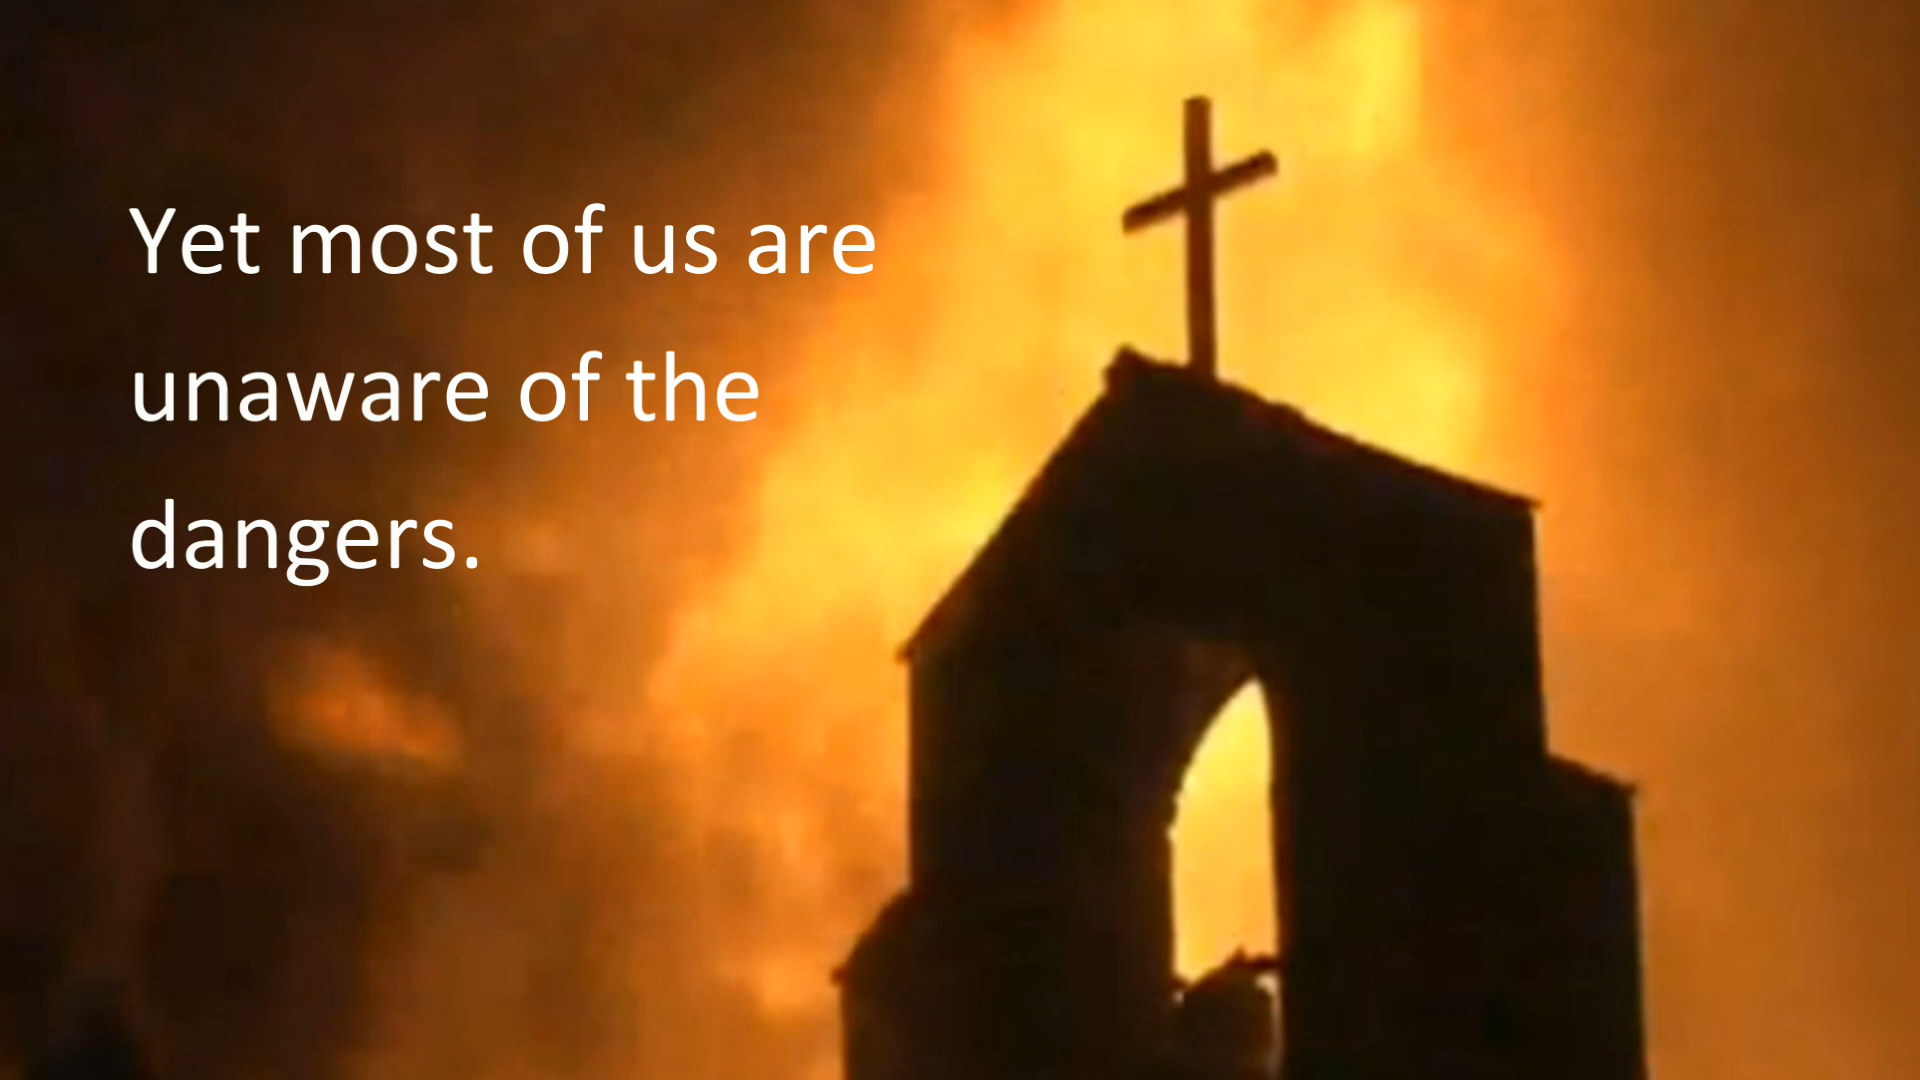 Yet most of us are
unaware of the
dangers.